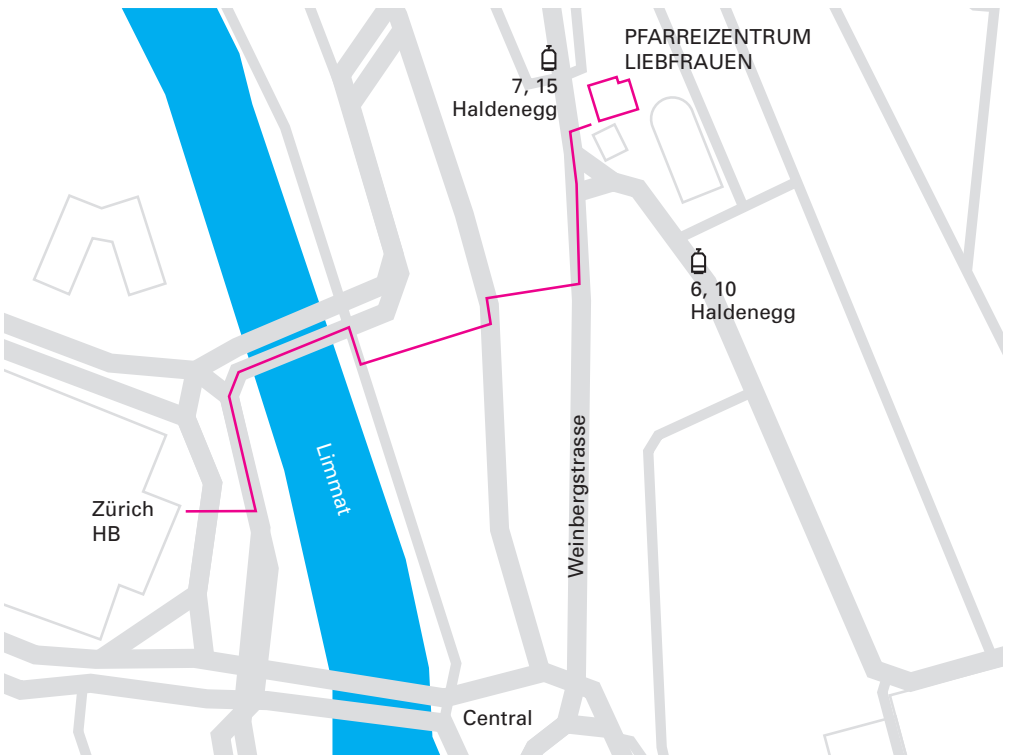 PFARREIZENTRUM
LIEBFRAUEN
7, 15
Haldenegg
6, 10
Haldenegg
Limmat
Weinbergstrasse
Zürich
HB
Central